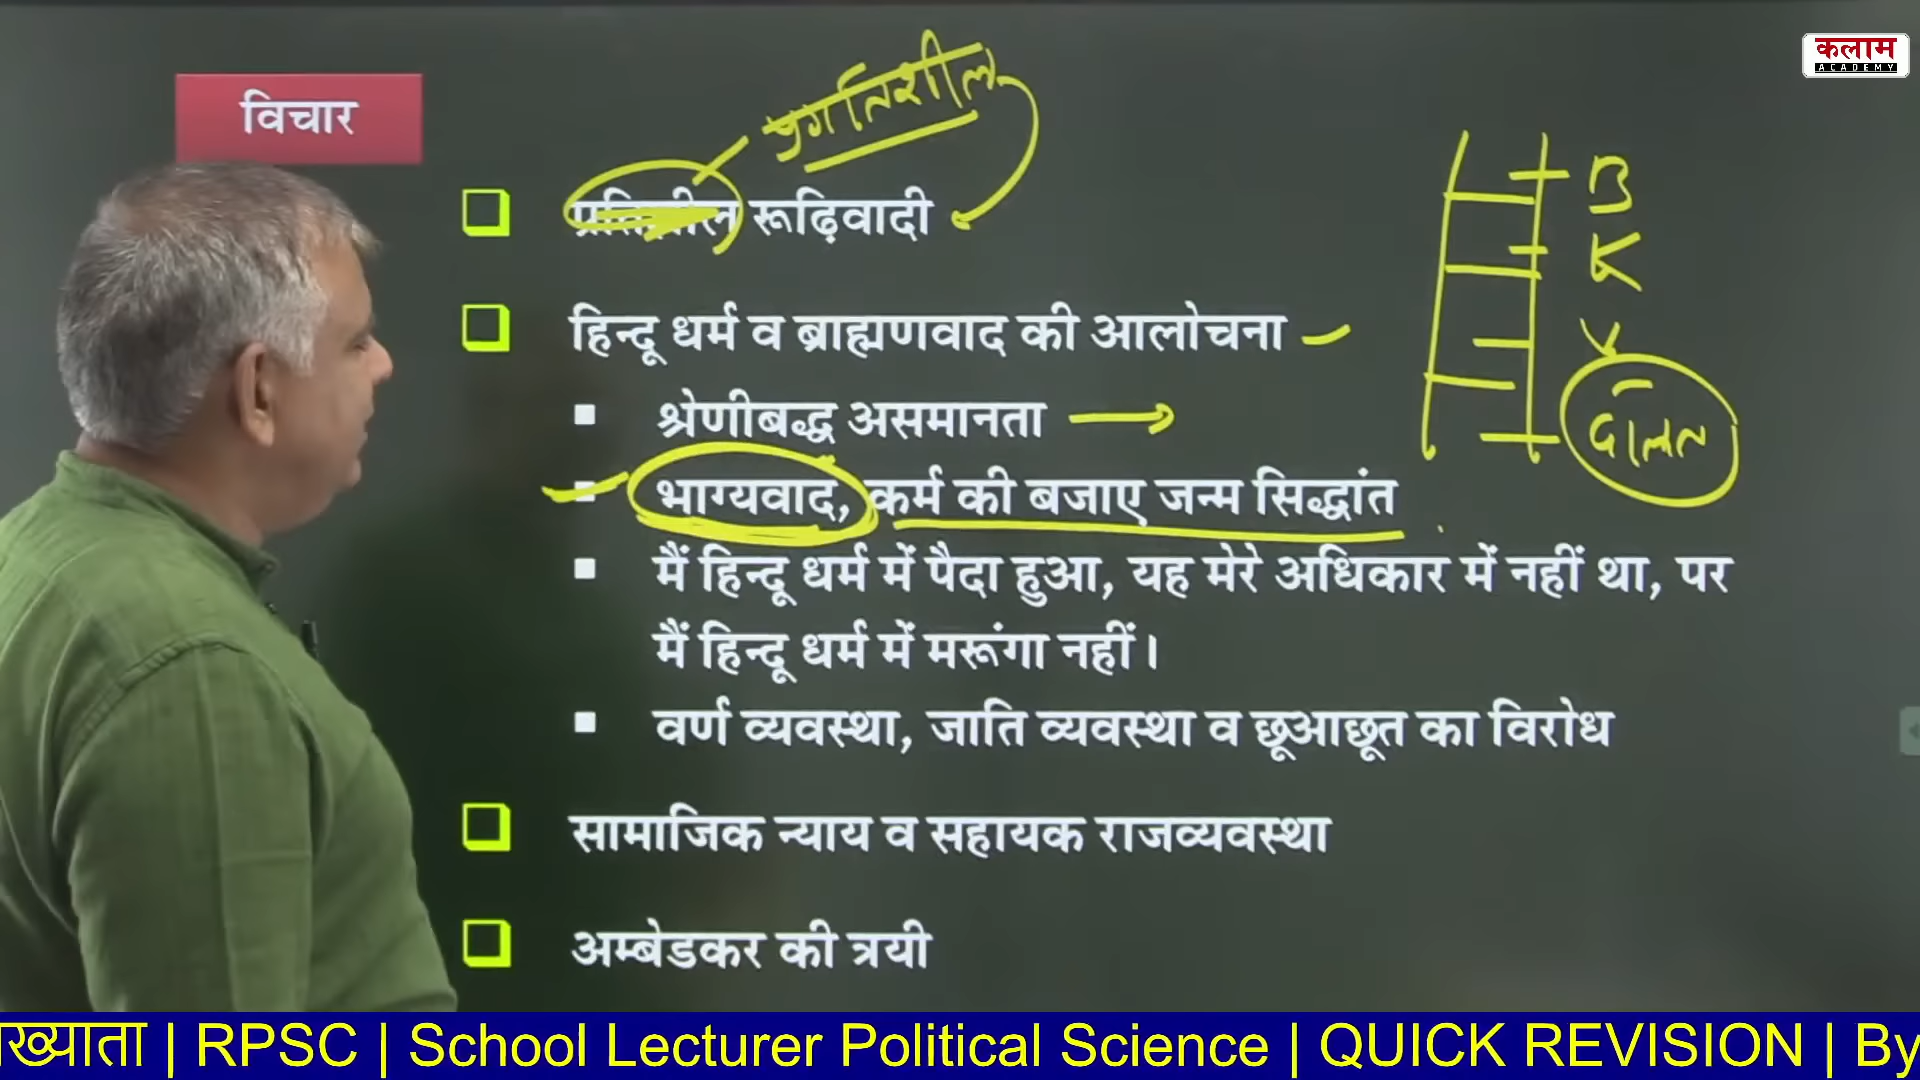 कलाम
ACADEMY
विचार
प्रगतिशील
रूढ़िवादी
हिन्दू धर्म व ब्राह्मणवाद की आलोचना
श्रेणीबद्ध असमानता
भाग्यवाद, कर्म की बजाए जन्म सिद्धांत
मैं हिन्दू धर्म में पैदा हुआ, यह मेरे अधिकार में नहीं था, पर
मैं हिन्दू धर्म में मरूंगा नहीं।
वर्ण व्यवस्था, जाति व्यवस्था व छूआछूत का विरोध
सामाजिक न्याय व सहायक राजव्यवस्था
अम्बेडकर की त्रयी
B
K
V
दलित
ख्याता | RPSC | School Lecturer Political Science | QUICK REVISION | By